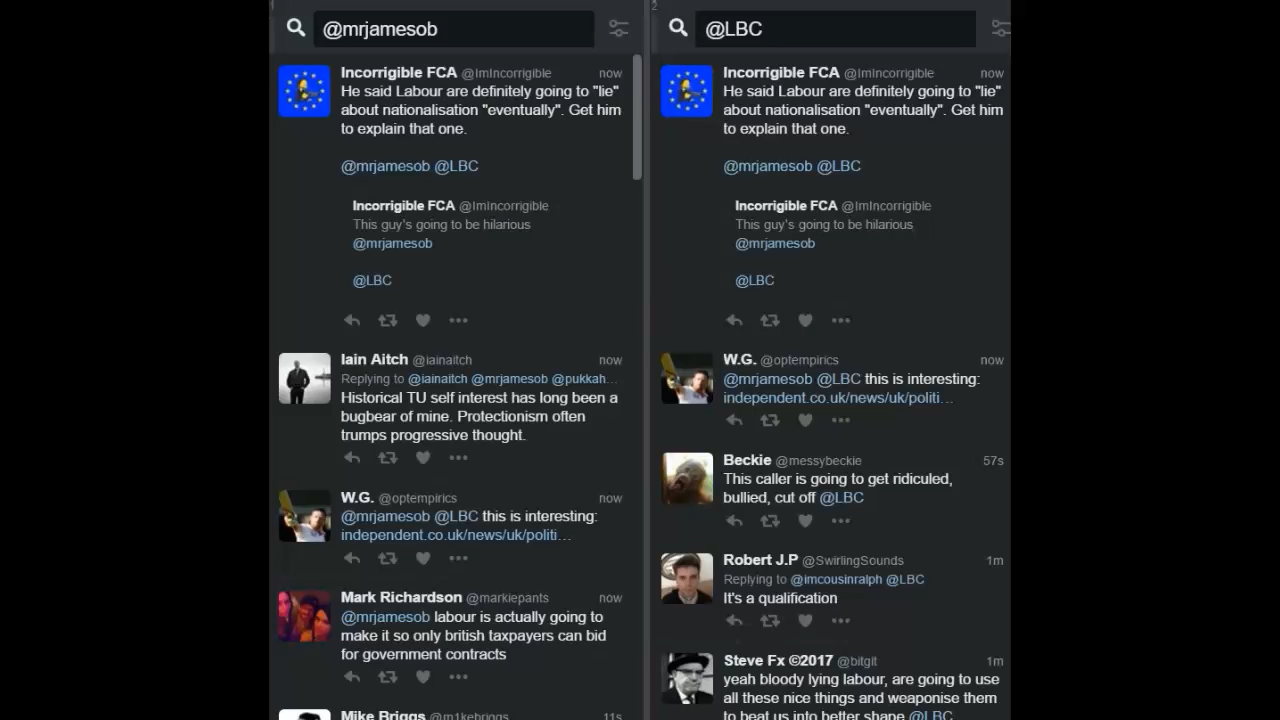 1
@mrjamesob
Incorrigible FCA @ImIncorrigible now
He said Labour are definitely going to "lie"
about nationalisation "eventually". Get him
to explain that one.
@mrjamesob @LBC
Incorrigible FCA @ImIncorrigible
This guy's going to be hilarious
@mrjamesob
@LBC
Iain Aitch @iainaitch now
Replying to @iainaitch @mrjamesob @pukkah...
Historical TU self interest has long been a
bugbear of mine. Protectionism often
trumps progressive thought.
W.G. @optempirics now
@mrjamesob @LBC this is interesting:
independent.co.uk/news/uk/politi...
Mark Richardson @markiepants now
@mrjamesob labour is actually going to
make it so only british taxpayers can bid
for government contracts
Mike Briggs @m1kebriggs 11s
2
@LBC
Incorrigible FCA @ImIncorrigible now
He said Labour are definitely going to "lie"
about nationalisation "eventually". Get him
to explain that one.
@mrjamesob @LBC
Incorrigible FCA @ImIncorrigible
This guy's going to be hilarious
@mrjamesob
@LBC
W.G. @optempirics now
@mrjamesob @LBC this is interesting:
independent.co.uk/news/uk/politi...
Beckie @messybeckie 57s
This caller is going to get ridiculed,
bullied, cut off @LBC
Robert J.P @SwirlingSounds 1m
Replying to @imcousinralph @LBC
It's a qualification
Steve Fx ©2017 @bitgit 1m
yeah bloody lying labour, are going to use
all these nice things and weaponise them
to beat us into better shape @LBC